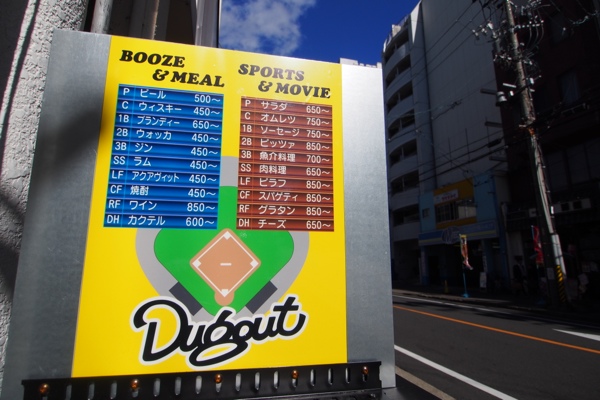 BOOZE
& MEAL
P ビール 500～
C ウィスキー 450～
1B ブランディー 650～
2B ウォッカ 450～
3B ジン 450～
SS ラム 450～
LF アクアヴィット 450～
CF 焼酎 450～
RF ワイン 850～
DH カクテル 600～
SPORTS
& MOVIE
P サラダ 650～
C オムレツ 750～
1B ソーセージ 750～
2B ピッツァ 850～
3B 魚介料理 700～
SS 肉料理 650～
LF ピラフ 850～
CF スパゲティ 850～
RF グラタン 850～
DH チーズ 650～
Dugout